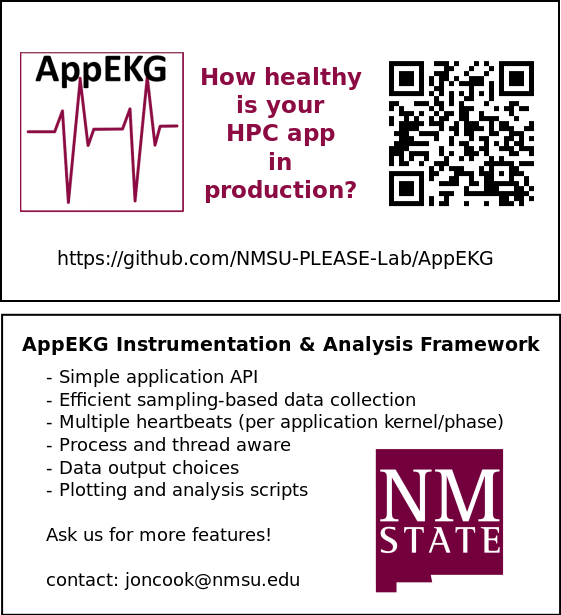 AppEKG
How healthy
is your
HPC app
in
production?
https://github.com/NMSU-PLEASE-Lab/AppEKG
AppEKG Instrumentation & Analysis Framework
- Simple application API
- Efficient sampling-based data collection
- Multiple heartbeats (per application kernel/phase)
- Process and thread aware
- Data output choices
- Plotting and analysis scripts
Ask us for more features!
contact: joncook@nmsu.edu
NM
STATE